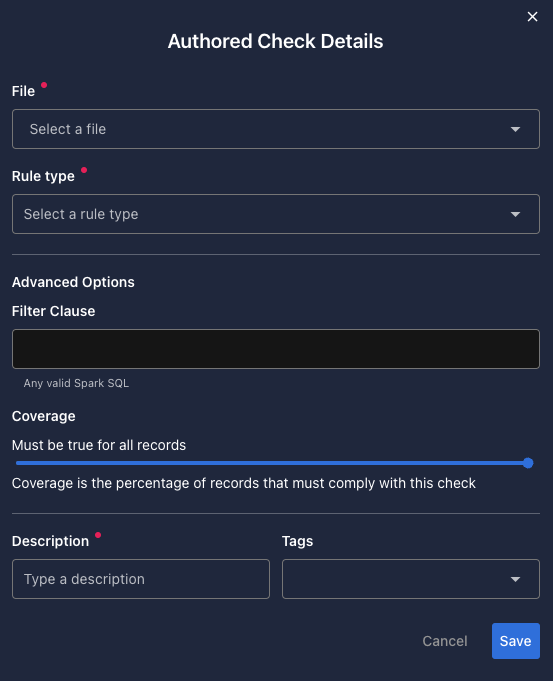 Authored Check Details
File
Select a file
Rule type
Select a rule type
Advanced Options
Filter Clause
Any valid Spark SQL
Coverage
Must be true for all records
Coverage is the percentage of records that must comply with this check
Description
Tags
Type a description
Cancel
Save